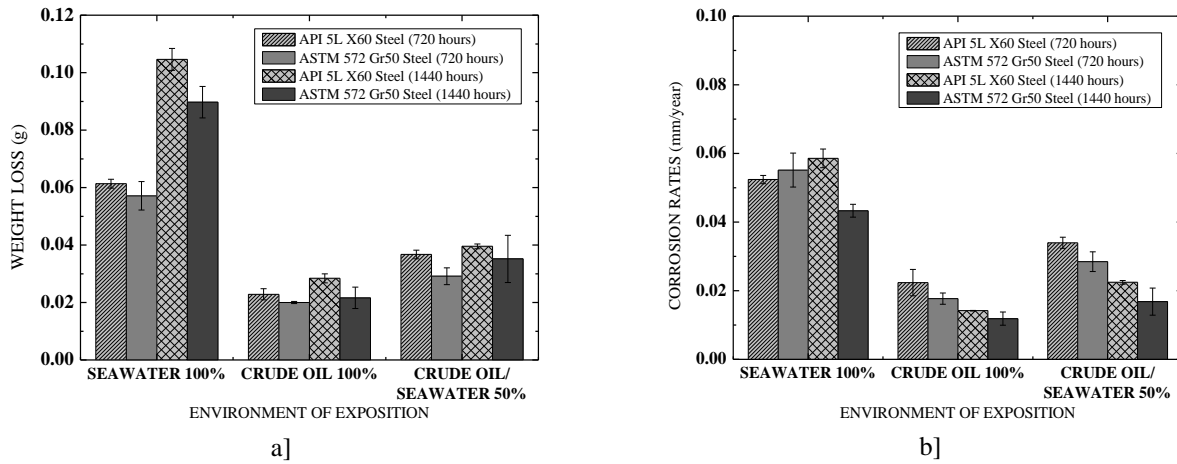 0.12
0.10
0.08
0.06
0.04
0.02
0.00
WEIGHT LOSS (g)
API 5L X60 Steel (720 hours)
ASTM 572 Gr50 Steel (720 hours)
API 5L X60 Steel (1440 hours)
ASTM 572 Gr50 Steel (1440 hours)
SEAWATER 100%
CRUDE OIL 100%
CRUDE OIL/
SEAWATER 50%
ENVIRONMENT OF EXPOSITION
a]
0.10
0.08
0.06
0.04
0.02
0.00
CORROSION RATES (mm/year)
API 5L X60 Steel (720 hours)
ASTM 572 Gr50 Steel (720 hours)
API 5L X60 Steel (1440 hours)
ASTM 572 Gr50 Steel (1440 hours)
SEAWATER 100%
CRUDE OIL 100%
CRUDE OIL/
SEAWATER 50%
ENVIRONMENT OF EXPOSITION
b]